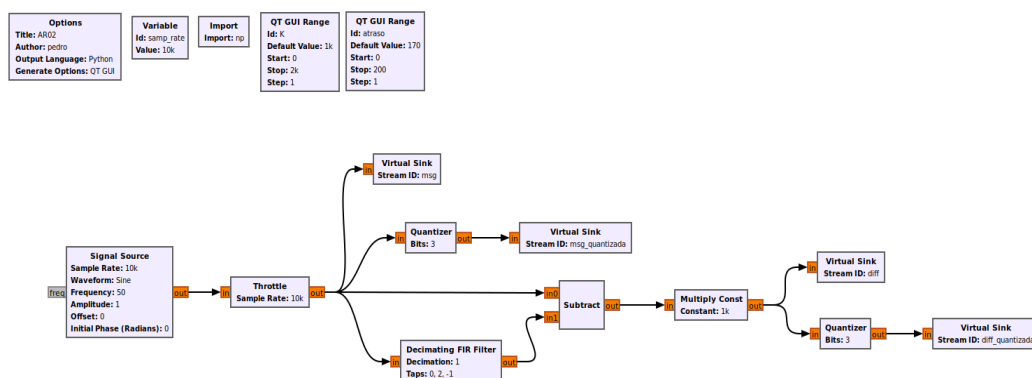 Options
Title: AR02
Author: pedro
Output Language: Python
Generate Options: QT GUI
Variable
Id: samp_rate
Value: 10k
Import
Import: np
QT GUI Range
Id: K
Default Value: 1k
Start: 0
Stop: 2k
Step: 1
QT GUI Range
Id: atraso
Default Value: 170
Start: 0
Stop: 200
Step: 1
Virtual Sink
Stream ID: msg
in
Quantizer
Bits: 3
in
out
Virtual Sink
Stream ID: msg_quantizada
in
Signal Source
Sample Rate: 10k
Waveform: Sine
Frequency: 50
Amplitude: 1
Offset: 0
Initial Phase (Radians): 0
freq
out
Throttle
Sample Rate: 10k
in
out
Subtract
in0
in1
out
Multiply Const
Constant: 1k
in
out
Virtual Sink
Stream ID: diff
in
Quantizer
Bits: 3
in
out
Virtual Sink
Stream ID: diff_quantizada
in
Decimating FIR Filter
Decimation: 1
Taps: 0, 2, -1
in
out